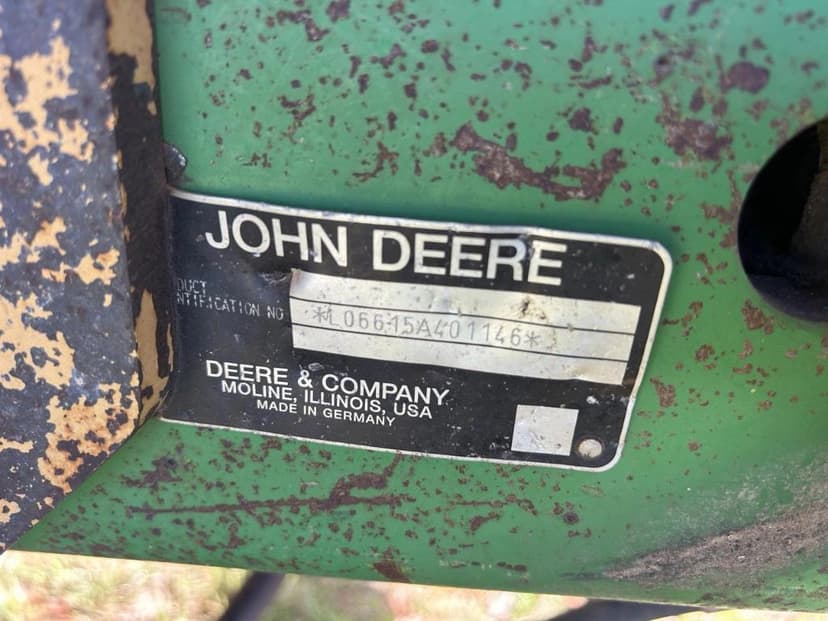 JOHN DEERE
DUCT
NTIFICATION NO
*L06615A401146*
DEERE & COMPANY
MOLINE, ILLINOIS, USA
MADE IN GERMANY